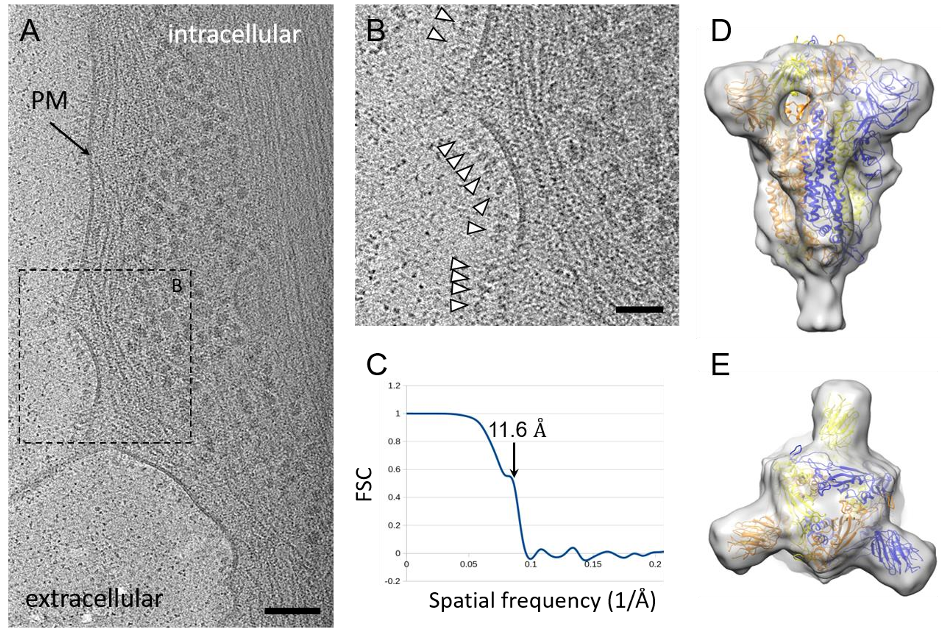 A
intracellular
PM
B
extracellular
B
C
1.2
1
0.8
0.6
0.4
0.2
0
-0.2
11.6 Å
0
0.05
0.1
0.15
0.2
FSC
Spatial frequency (1/Å)
D
E